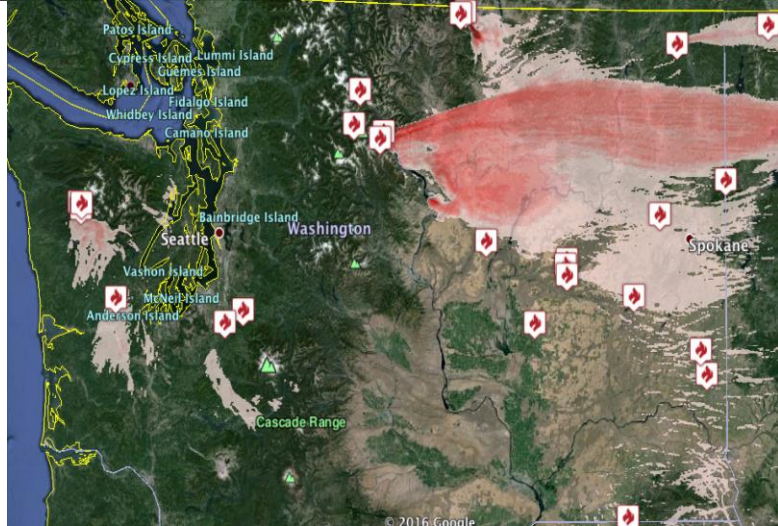 Patos Island
Cypress Island
Lummi Island
Guemes Island
Lopez Island
Fidalgo Island
Whidbey Island
Camano Island
Bainbridge Island
Seattle
Washington
Spokane
Vashon Island
McNeil Island
Anderson Island
Cascade Range
© 2016 Google